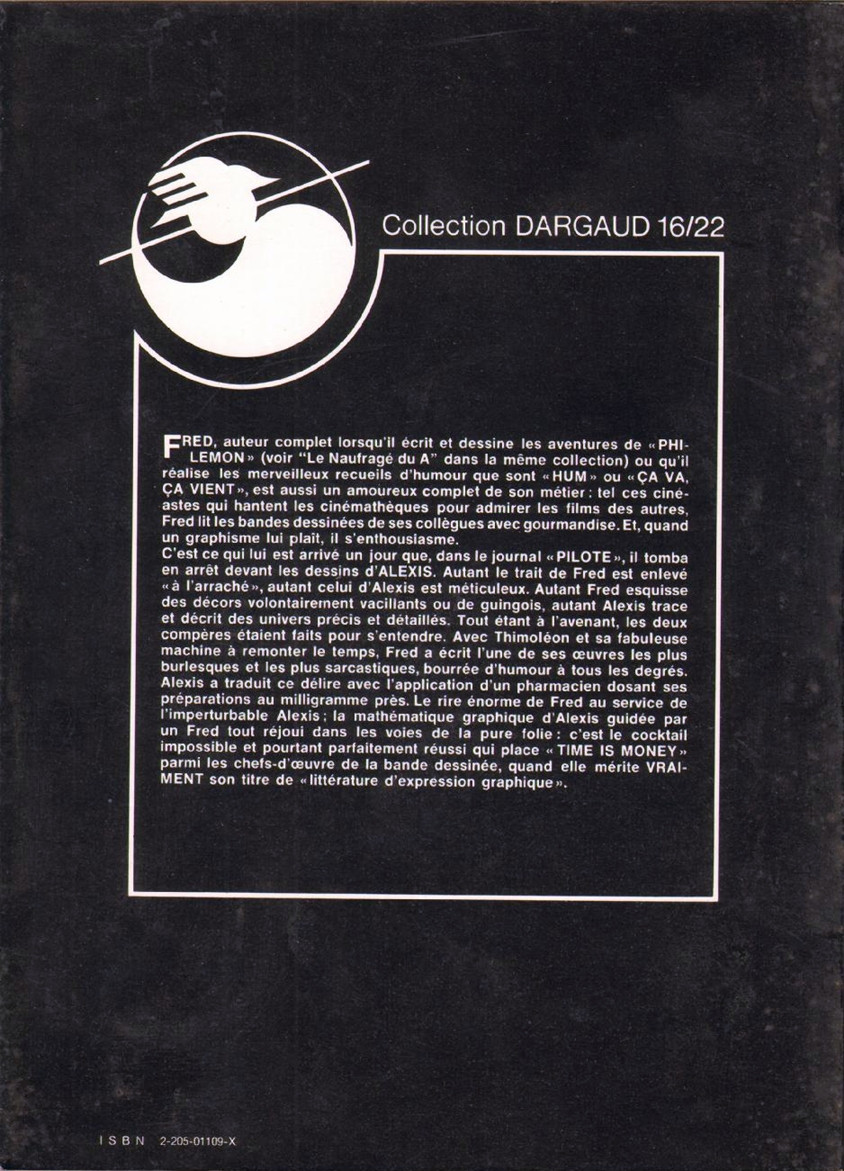 Collection DARGAUD 16/22
FRED, auteur complet lorsqu'il écrit et dessine les aventures de «PHI-
LEMON» (voir "Le Naufragé du A" dans la même collection) ou qu'il
réalise les merveilleux recueils d'humour que sont «HUM» ou «ÇA VA,
ÇA VIENT», est aussi un amoureux complet de son métier : tel ces ciné-
astes qui hantent les cinémathèques pour admirer les films des autres,
Fred lit les bandes dessinées de ses collègues avec gourmandise. Et, quand
un graphisme lui plaît, il s'enthousiasme.
C'est ce qui lui est arrivé un jour que, dans le journal «PILOTE», il tomba
en arrêt devant les dessins d'ALEXIS. Autant le trait de Fred est enlevé
«à l'arraché», autant celui d'Alexis est méticuleux. Autant Fred esquisse
des décors volontairement vacillants ou de guingois, autant Alexis trace
et décrit des univers précis et détaillés. Tout étant à l'avenant, les deux
compères étaient faits pour s'entendre. Avec Thimoléon et sa fabuleuse
machine à remonter le temps, Fred a écrit l'une de ses œuvres les plus
burlesques et les plus sarcastiques, bourrée d'humour à tous les degrés.
Alexis a traduit ce délire avec l'application d'un pharmacien dosant ses
préparations au milligramme près. Le rire énorme de Fred au service de
l'imperturbable Alexis ; la mathématique graphique d'Alexis guidée par
un Fred tout réjoui dans les voies de la pure folie : c'est le cocktail
impossible et pourtant parfaitement réussi qui place «TIME IS MONEY»
parmi les chefs-d'œuvre de la bande dessinée, quand elle mérite VRAI-
MENT son titre de «littérature d'expression graphique».
ISBN 2-205-01109-X